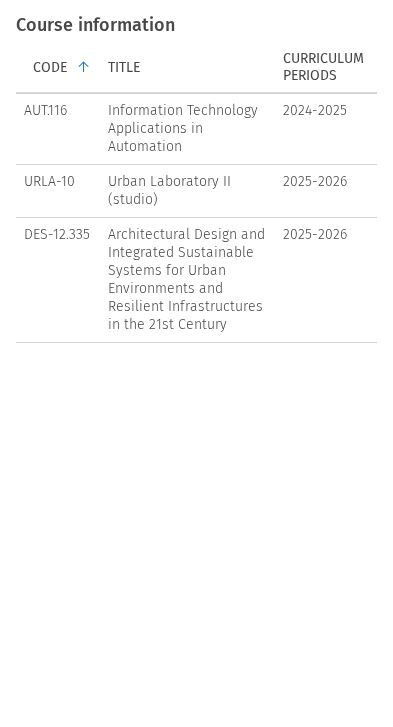 Course information
CODE ↑ TITLE CURRICULUM PERIODS
AUT.116 Information Technology Applications in Automation 2024-2025
URLA-10 Urban Laboratory II (studio) 2025-2026
DES-12.335 Architectural Design and Integrated Sustainable Systems for Urban Environments and Resilient Infrastructures in the 21st Century 2025-2026